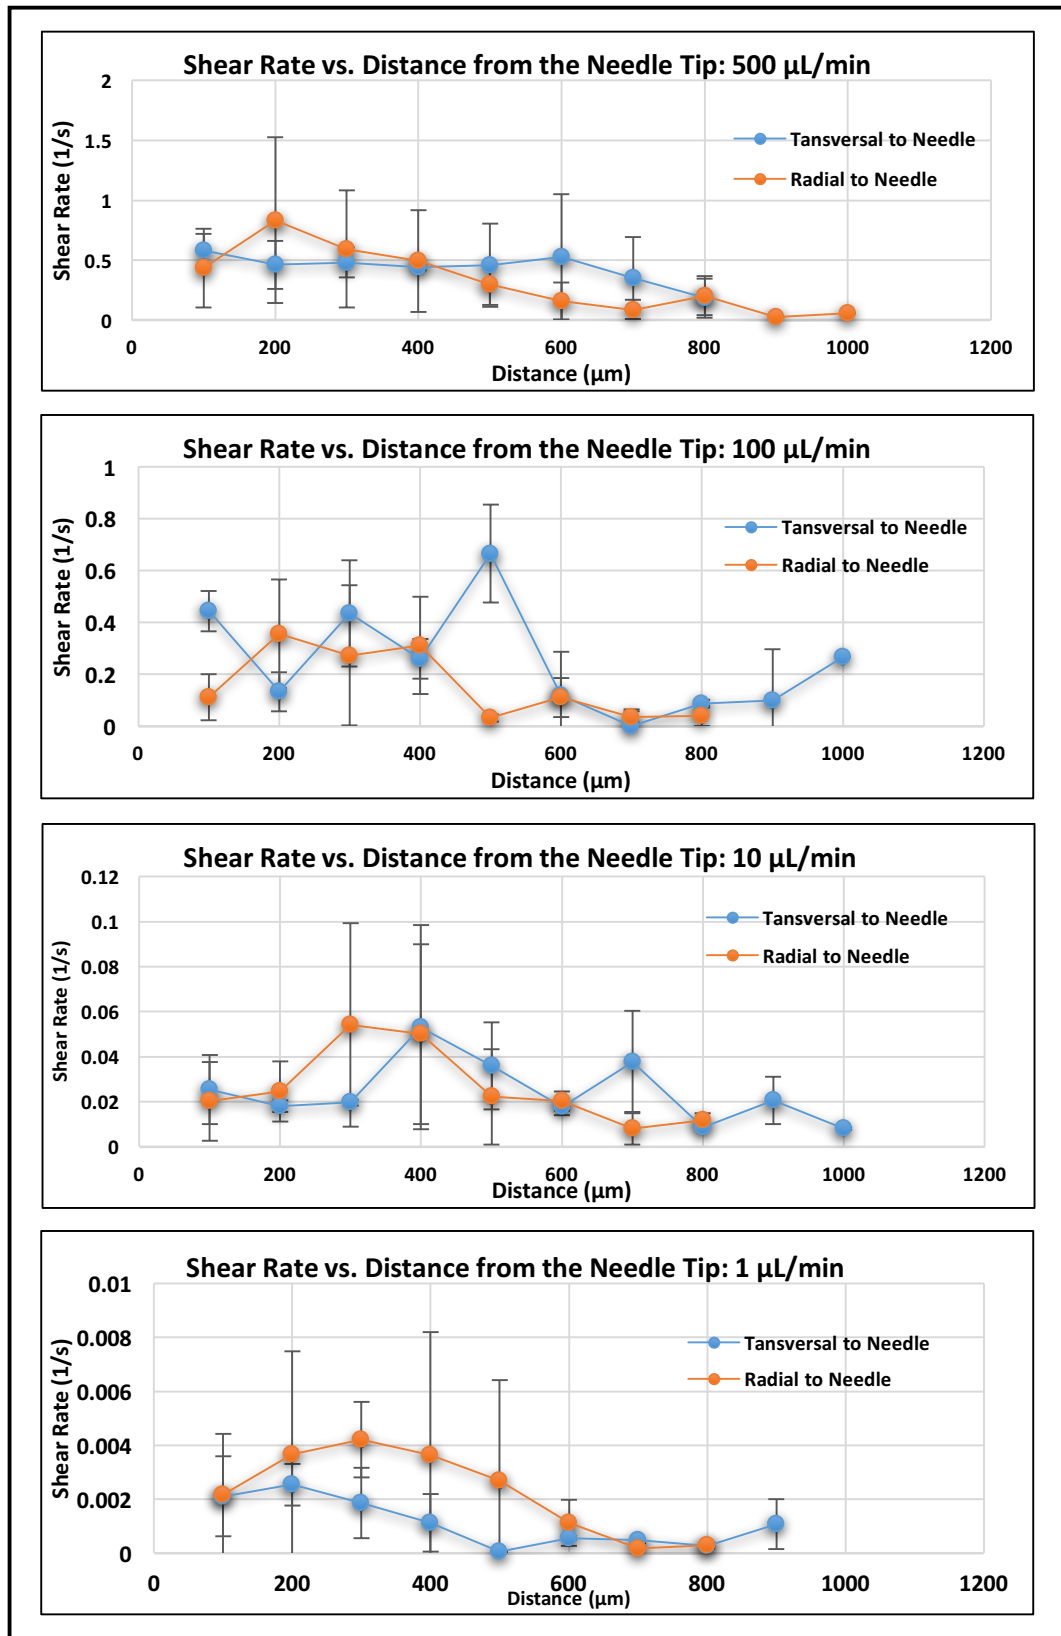 Shear Rate vs. Distance from the Needle Tip: 500 µL/min
Shear Rate (1/s)
2
1.5
1
0.5
0
Tansversal to Needle
Radial to Needle
0 200 400 600 800 1000 1200
Distance (µm)
Shear Rate vs. Distance from the Needle Tip: 100 µL/min
Shear Rate (1/s)
1
0.8
0.6
0.4
0.2
0
Tansversal to Needle
Radial to Needle
0 200 400 600 800 1000 1200
Distance (µm)
Shear Rate vs. Distance from the Needle Tip: 10 µL/min
Shear Rate (1/s)
0.12
0.1
0.08
0.06
0.04
0.02
0
Tansversal to Needle
Radial to Needle
0 200 400 600 800 1000 1200
Distance (µm)
Shear Rate vs. Distance from the Needle Tip: 1 µL/min
Shear Rate (1/s)
0.01
0.008
0.006
0.004
0.002
0
Tansversal to Needle
Radial to Needle
0 200 400 600 800 1000 1200
Distance (µm)